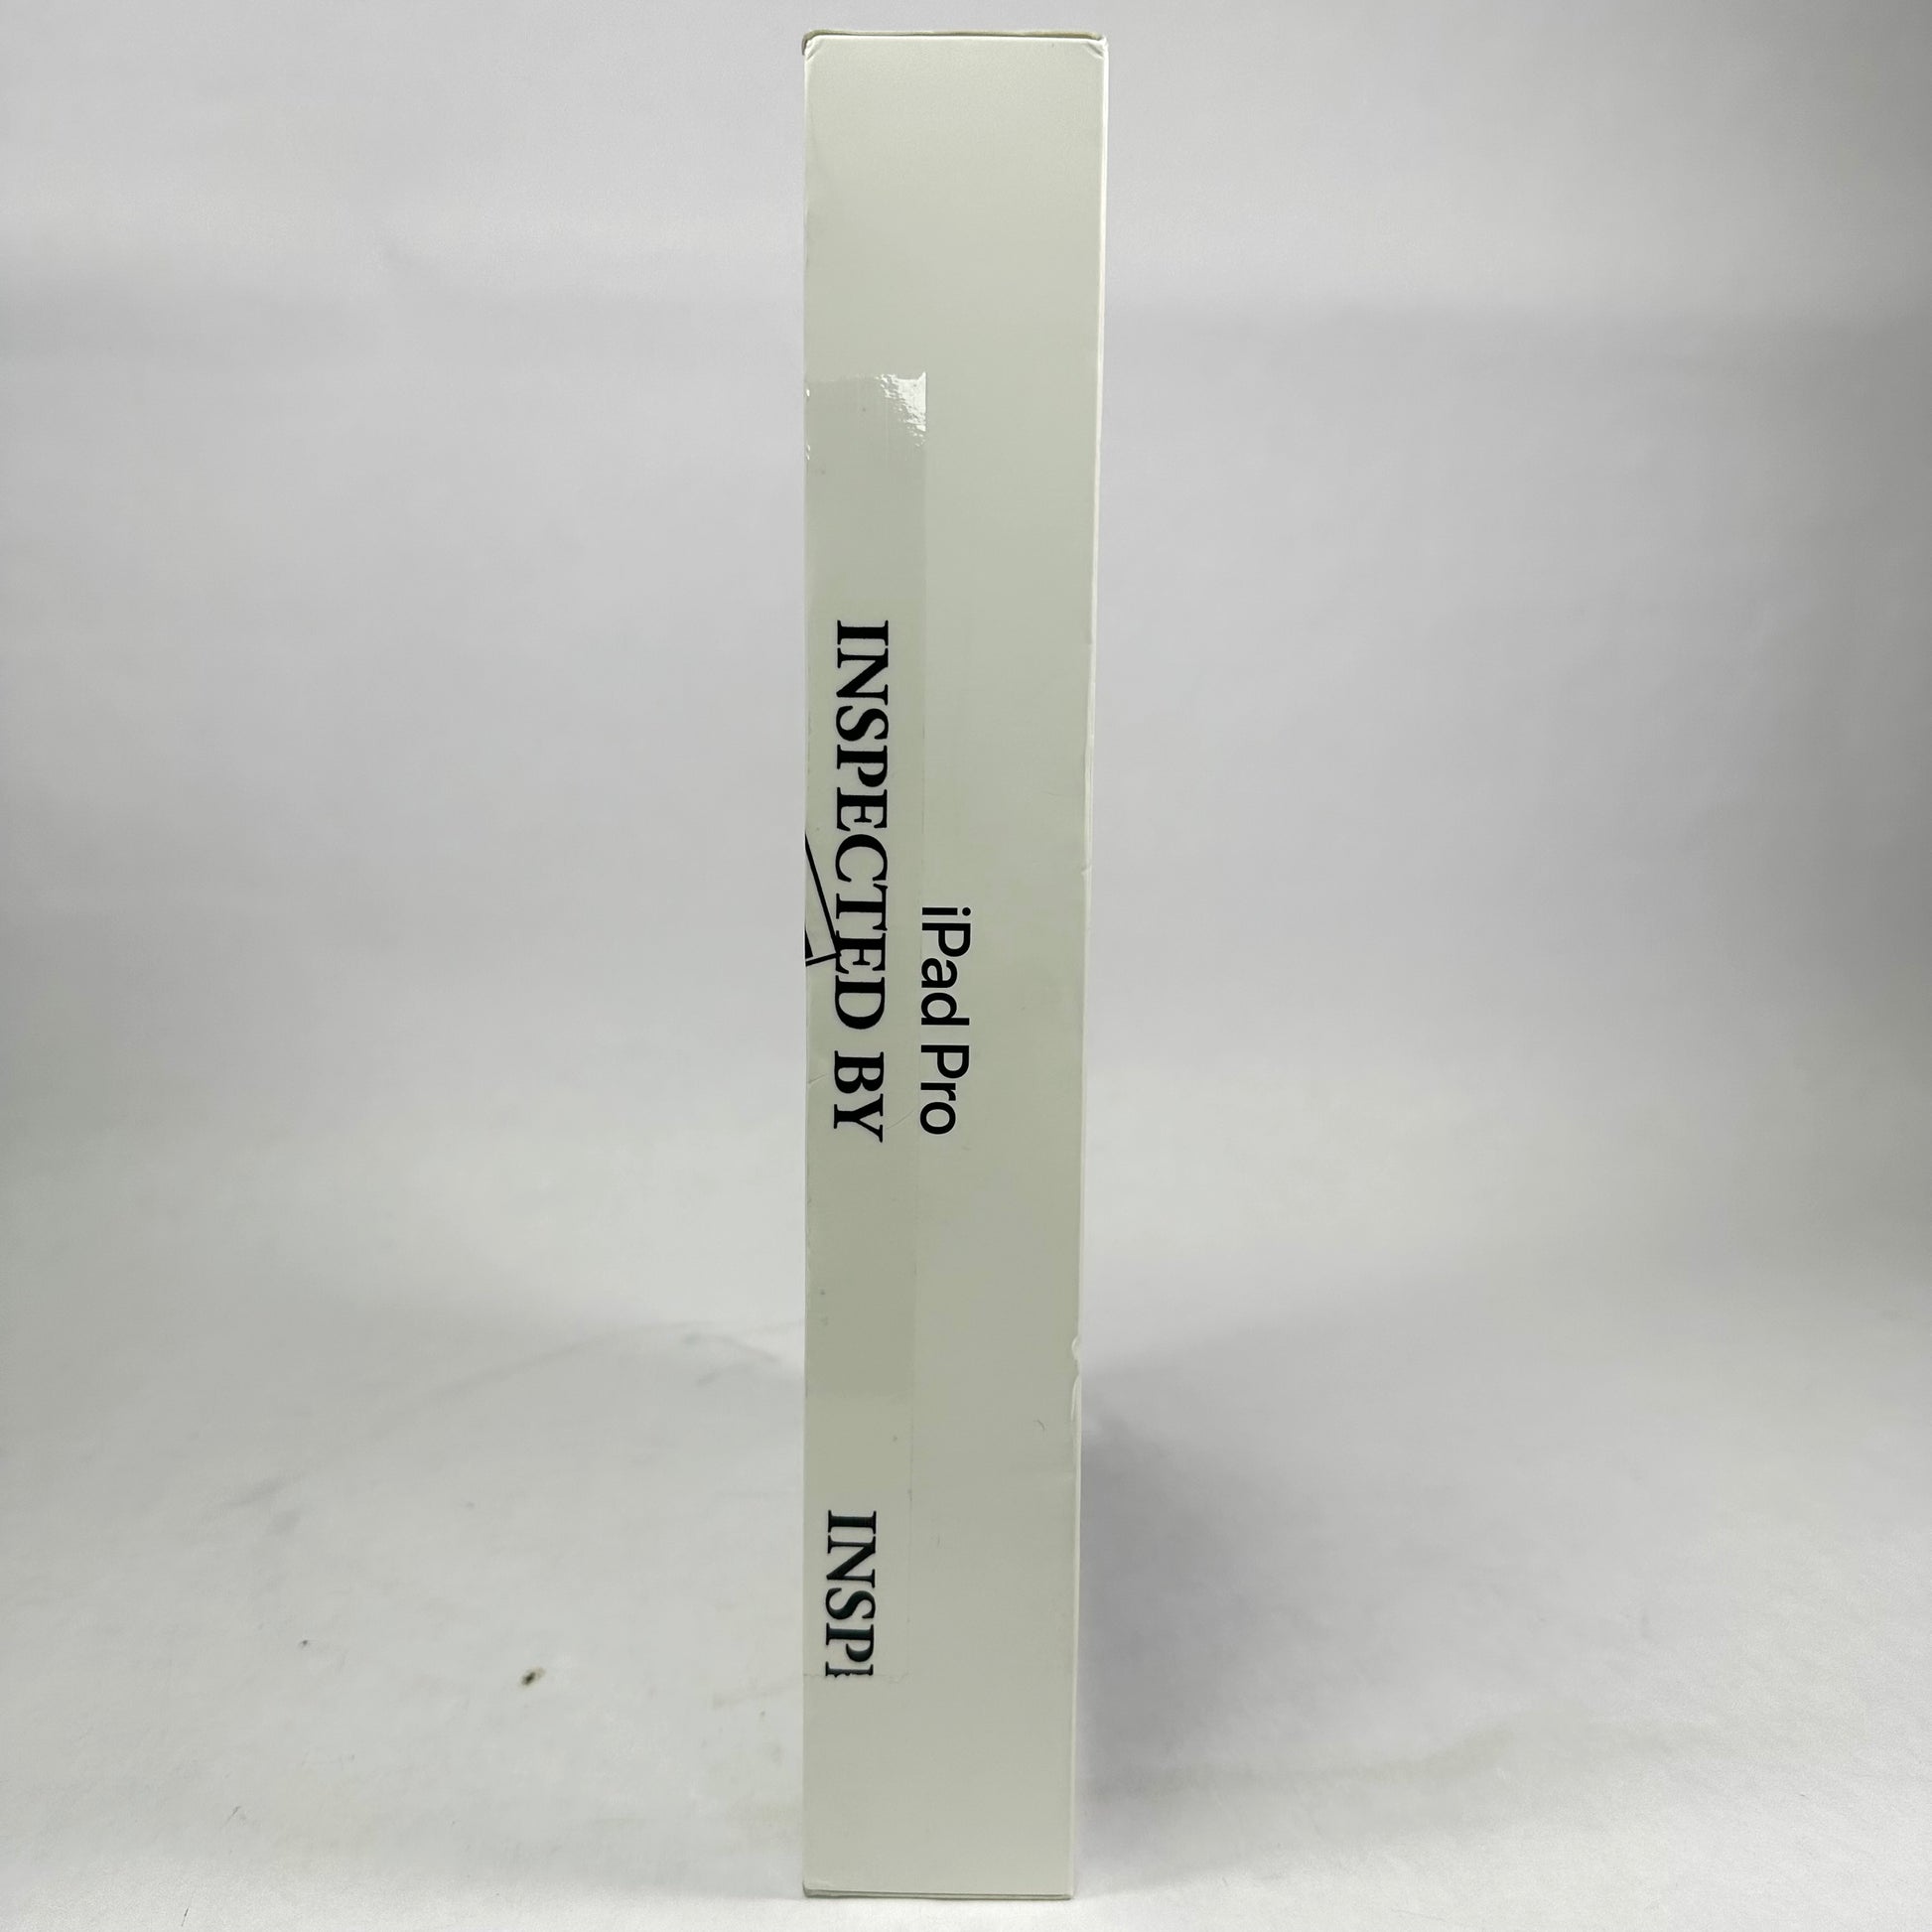 iPad Pro
INSPECTED BY
INSP